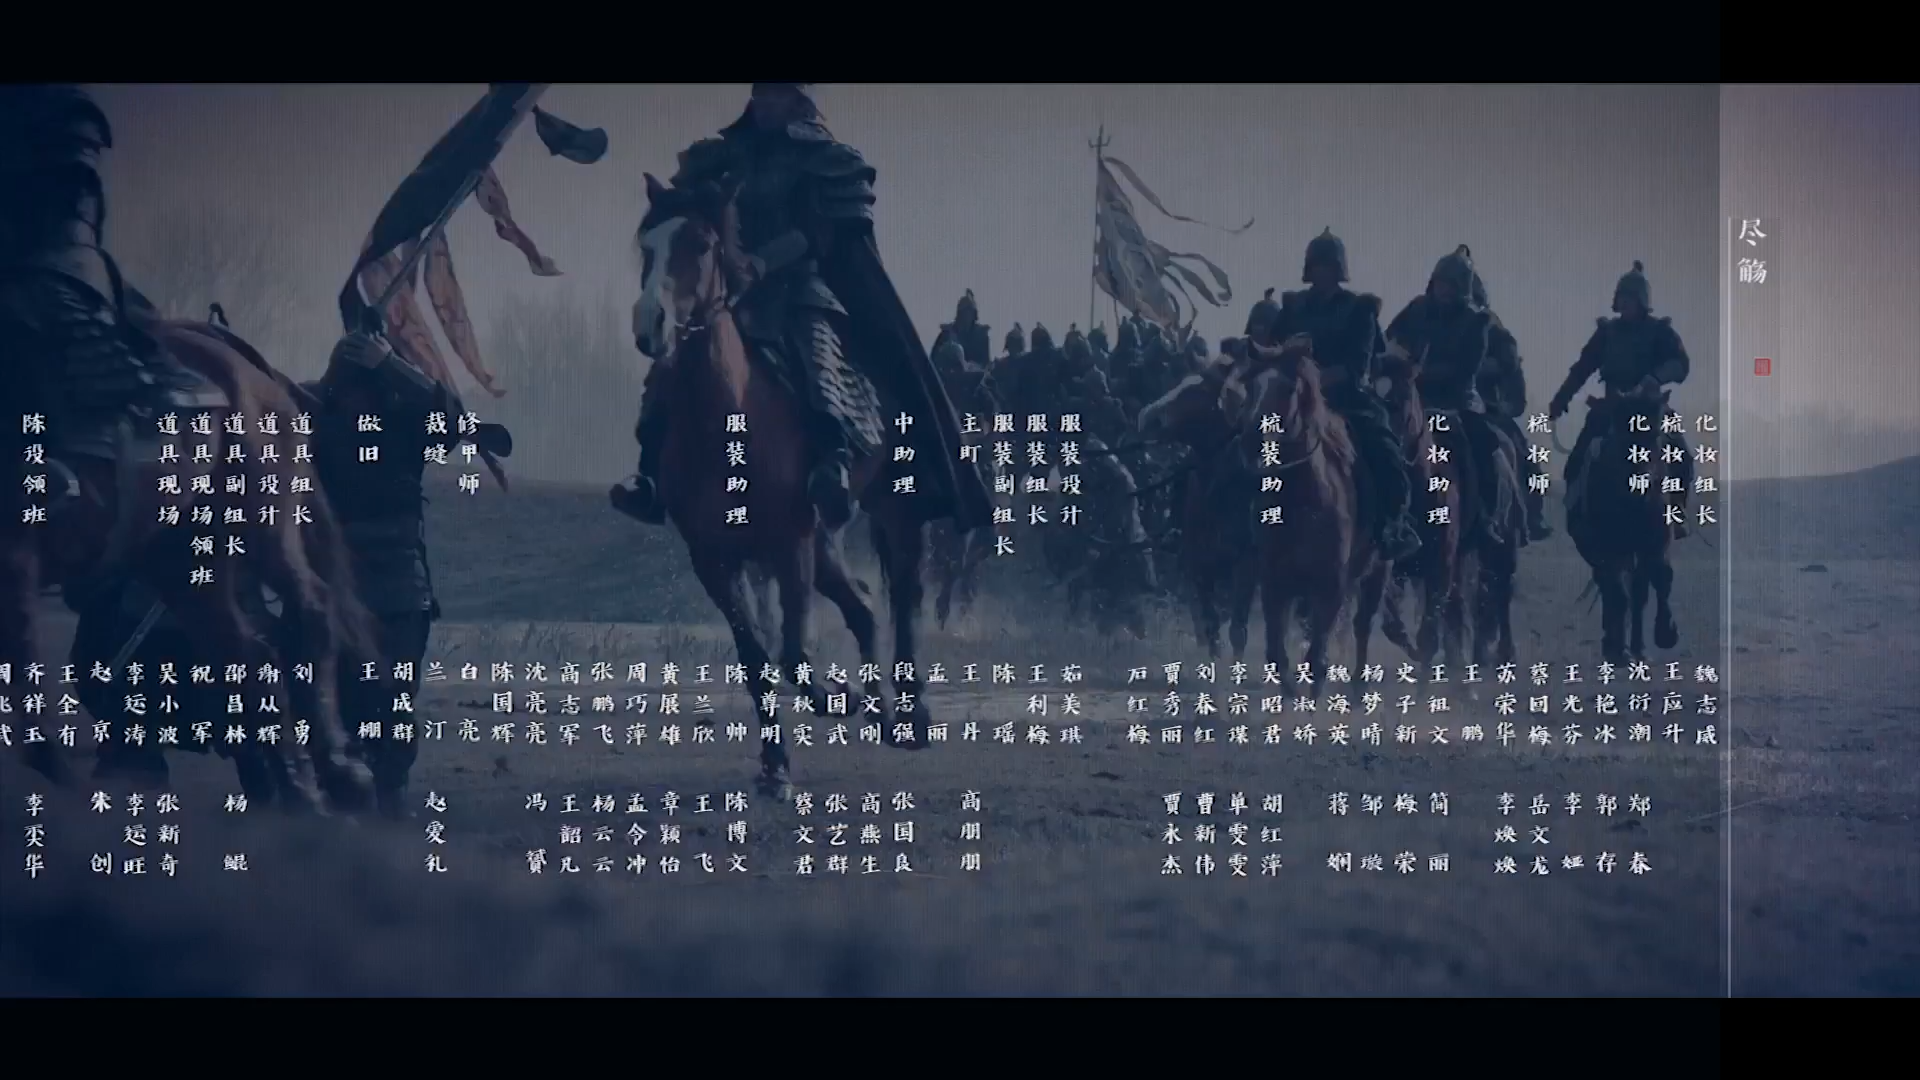 尽觞
化妆组长
梳妆组长
化妆师
梳妆师
化妆助理
梳装助理
服装设计
服装组长
服装副组长
主盯
中助理
服装助理
修甲师
裁缝
做旧
道具组长
道具设计
道具副组长
道具现场领班
道具现场
陈设领班
魏志威
王应升
沈衍潮
李艳冰
王光芬
蔡回梅
苏荣华
王鹏
王祖文
史子新
杨梦晴
魏海英
吴淑娇
吴昭君
李宗瑾
刘春红
贾秀丽
石红梅
茹美琪
王利梅
陈瑶
王丹
孟丽
段志强
张文刚
赵国武
黄秋实
赵尊明
陈帅
王兰欣
黄展雄
周巧萍
张鹏飞
高志军
沈亮亮
陈国辉
白亮
兰汀
胡成群
王棚
刘勇
谢从辉
邵昌林
祝军
吴小波
李运涛
赵京
王全有
齐祥玉
郑春
郭存
李娅
岳文龙
李焕焕
简丽
梅荣
邹璇
蒋娴
胡红萍
单雯雯
曹新伟
贾永杰
高朋朋
张国良
高燕生
张艺群
蔡文君
陈博文
王飞
章颖怡
孟令冲
杨云云
王韶凡
冯赟
赵爱礼
杨鲲
张新奇
李运旺
朱创
李奕华